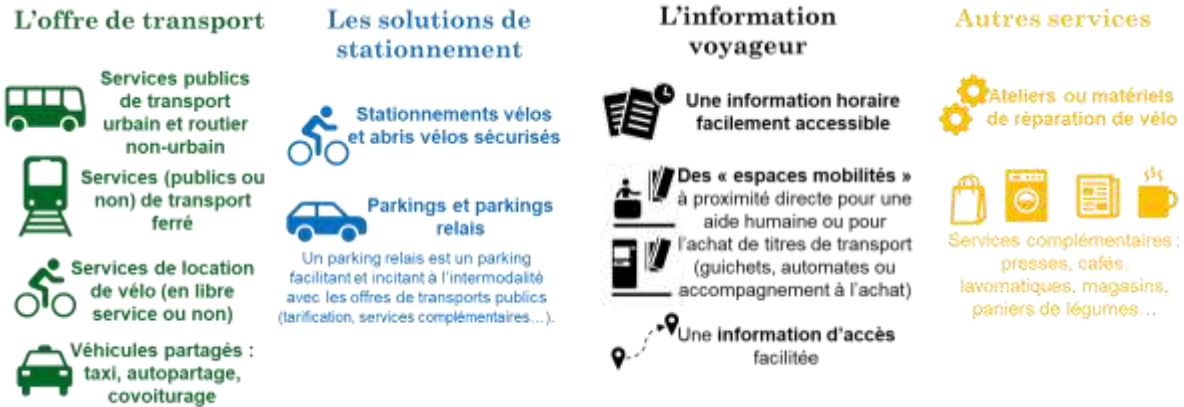 L'offre de transport
Services publics
de transport
urbain et routier
non-urbain
Services (publics ou
non) de transport
ferré
Services de location
de vélo (en libre
service ou non)
Véhicules partagés :
taxi, autopartage,
covoiturage
Les solutions de
stationnement
Stationnements vélos
et abris vélos sécurisés
Parkings et parkings
relais
Un parking relais est un parking
facilitant et incitant à l'intermodalité
avec les offres de transports publics
(tarification, services complémentaires…).
L'information
voyageur
Une information horaire
facilement accessible
Des « espaces mobilités »
à proximité directe pour une
aide humaine ou pour
l'achat de titres de transport
(guichets, automates ou
accompagnement à l'achat)
Une information d'accès
facilitée
Autres services
Ateliers ou matériels
de réparation de vélo
Services complémentaires :
presses, cafés,
lavomatiques, magasins,
paniers de légumes…